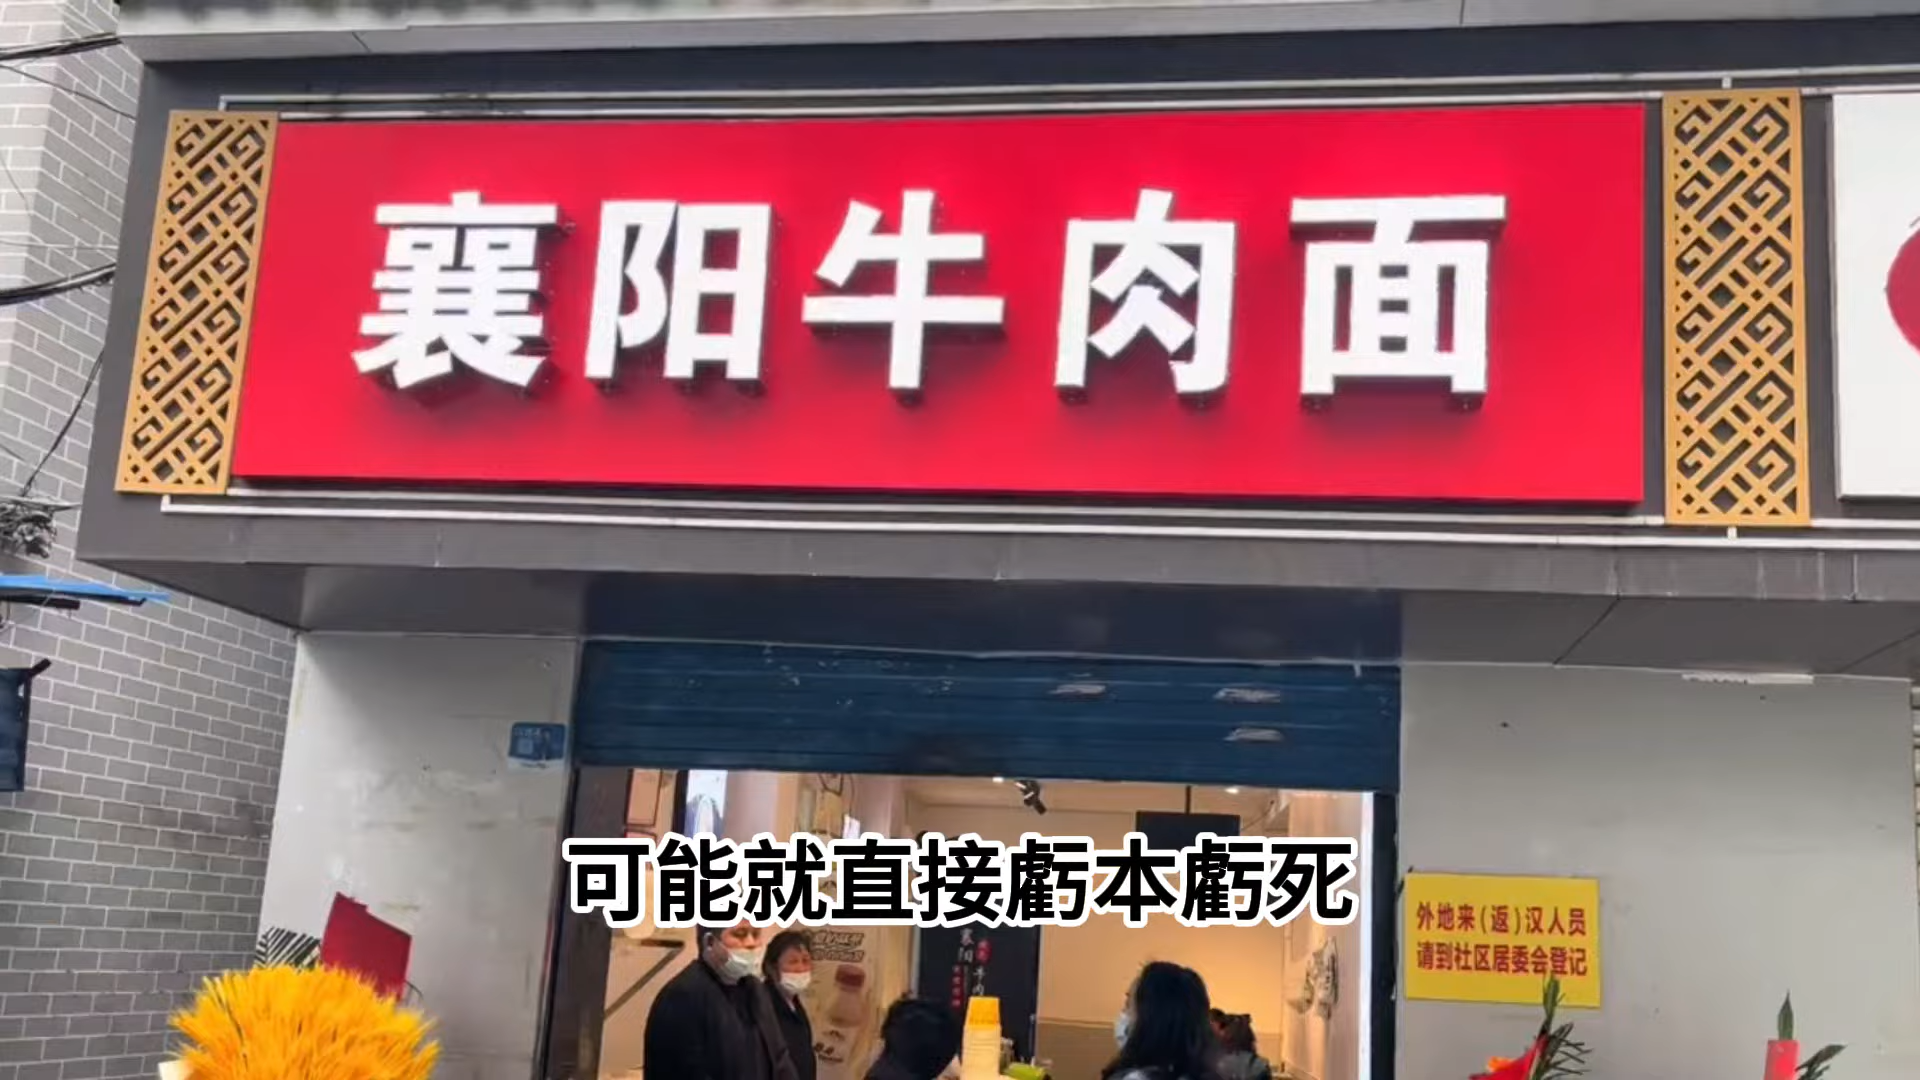 襄阳牛肉面
可能就直接虧本虧死
外地来(返)汉人员
请到社区居委会登记